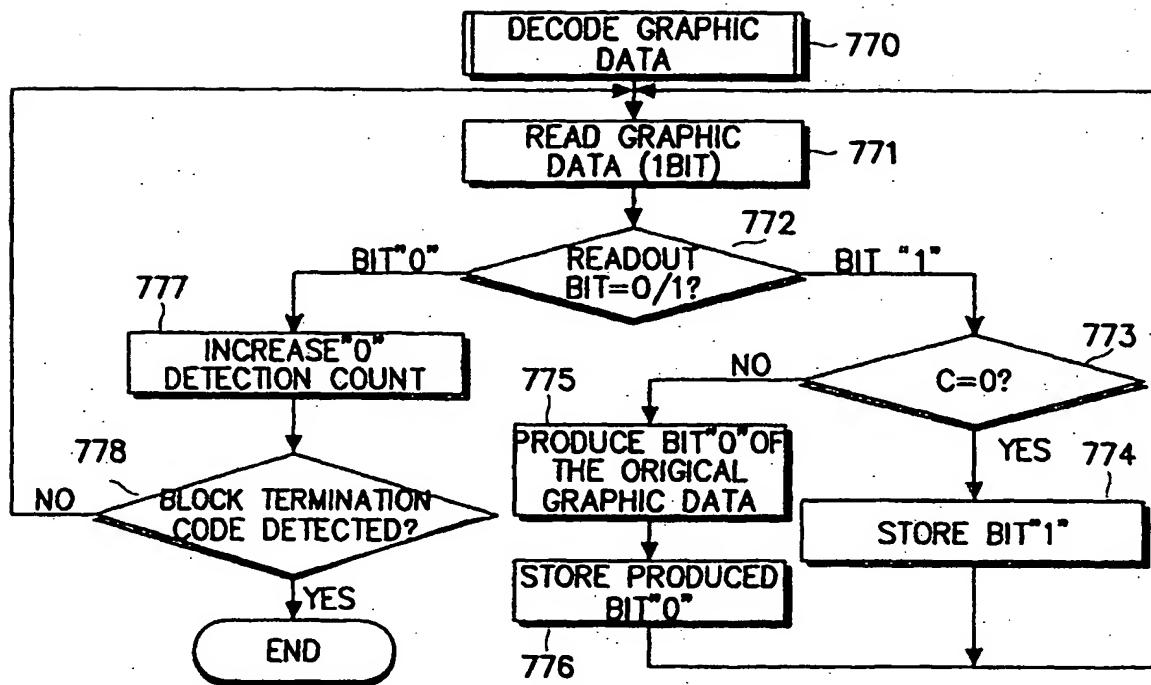 DECODE GRAPHIC
DATA
770
READ GRAPHIC
DATA (1BIT)
771
772
READOUT
BIT=0/1?
BIT"0"
BIT "1"
777
INCREASE"0"
DETECTION COUNT
773
C=0?
NO
YES
775
PRODUCE BIT"0"OF
THE ORIGICAL
GRAPHIC DATA
774
STORE BIT"1"
778
BLOCK TERMINATION
CODE DETECTED?
NO
YES
STORE PRODUCED
BIT"0"
776
END